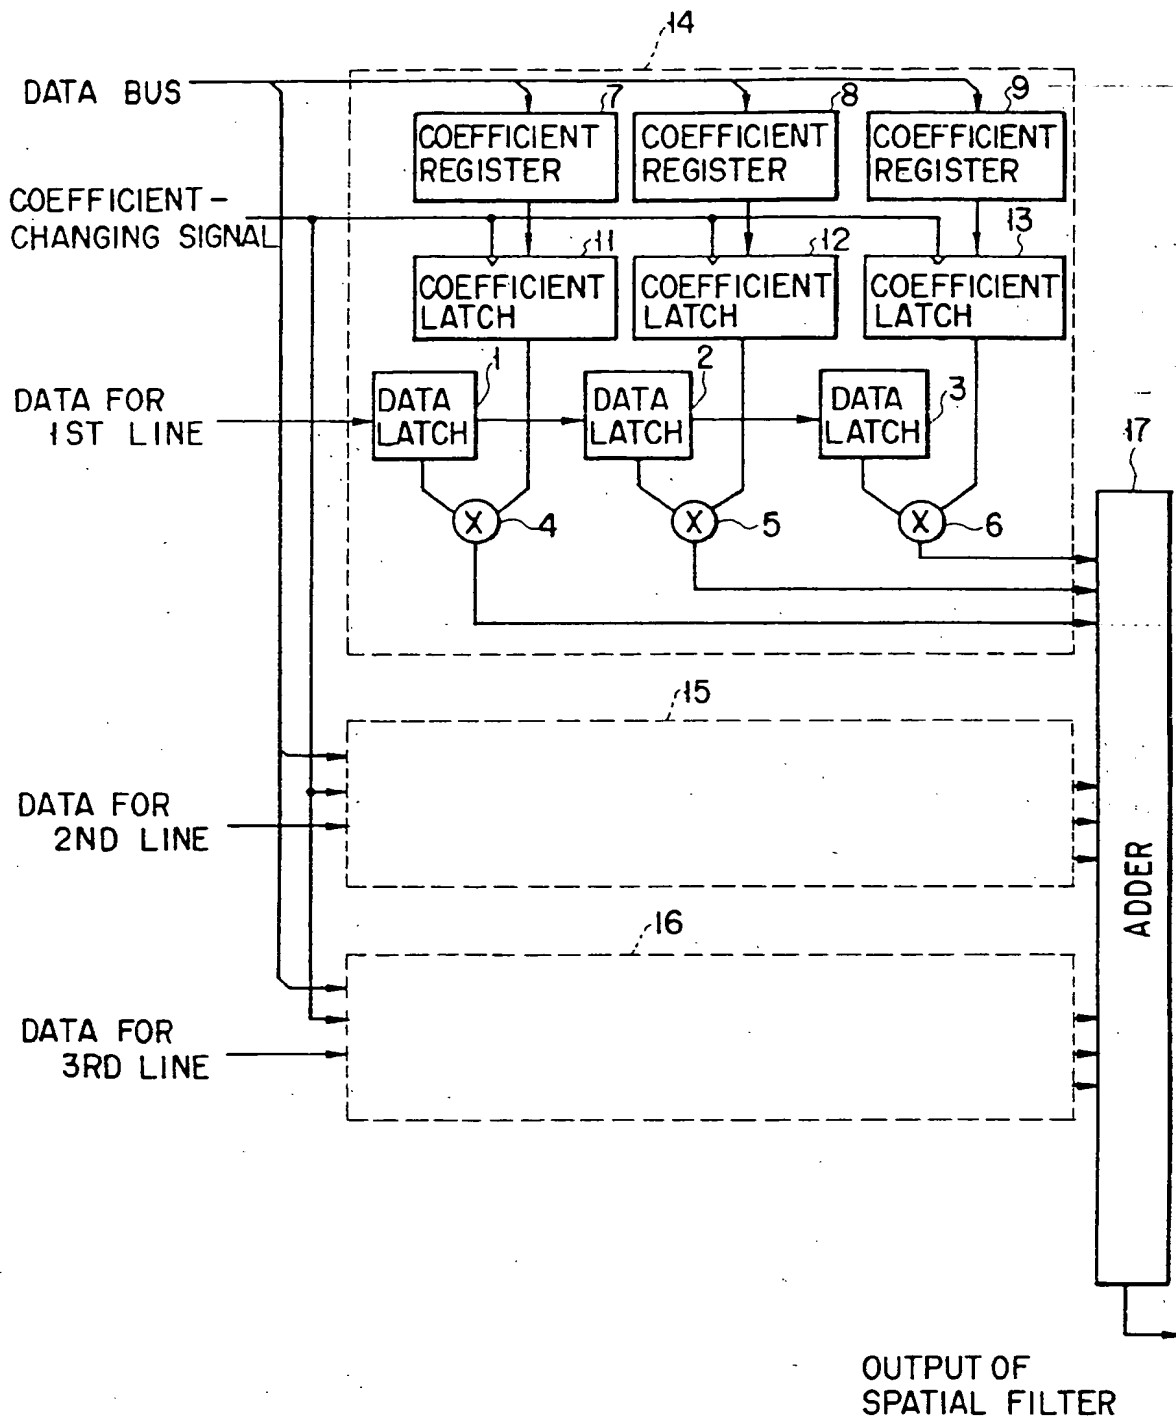 14
DATA BUS
7
8
9
COEFFICIENT
REGISTER
COEFFICIENT
REGISTER
COEFFICIENT
REGISTER
COEFFICIENT-
CHANGING SIGNAL
11
12
13
COEFFICIENT
LATCH
COEFFICIENT
LATCH
COEFFICIENT
LATCH
1
2
3
DATA FOR
1ST LINE
DATA
LATCH
DATA
LATCH
DATA
LATCH
17
X
4
X
5
X
6
15
DATA FOR
2ND LINE
ADDER
16
DATA FOR
3RD LINE
OUTPUT OF
SPATIAL FILTER